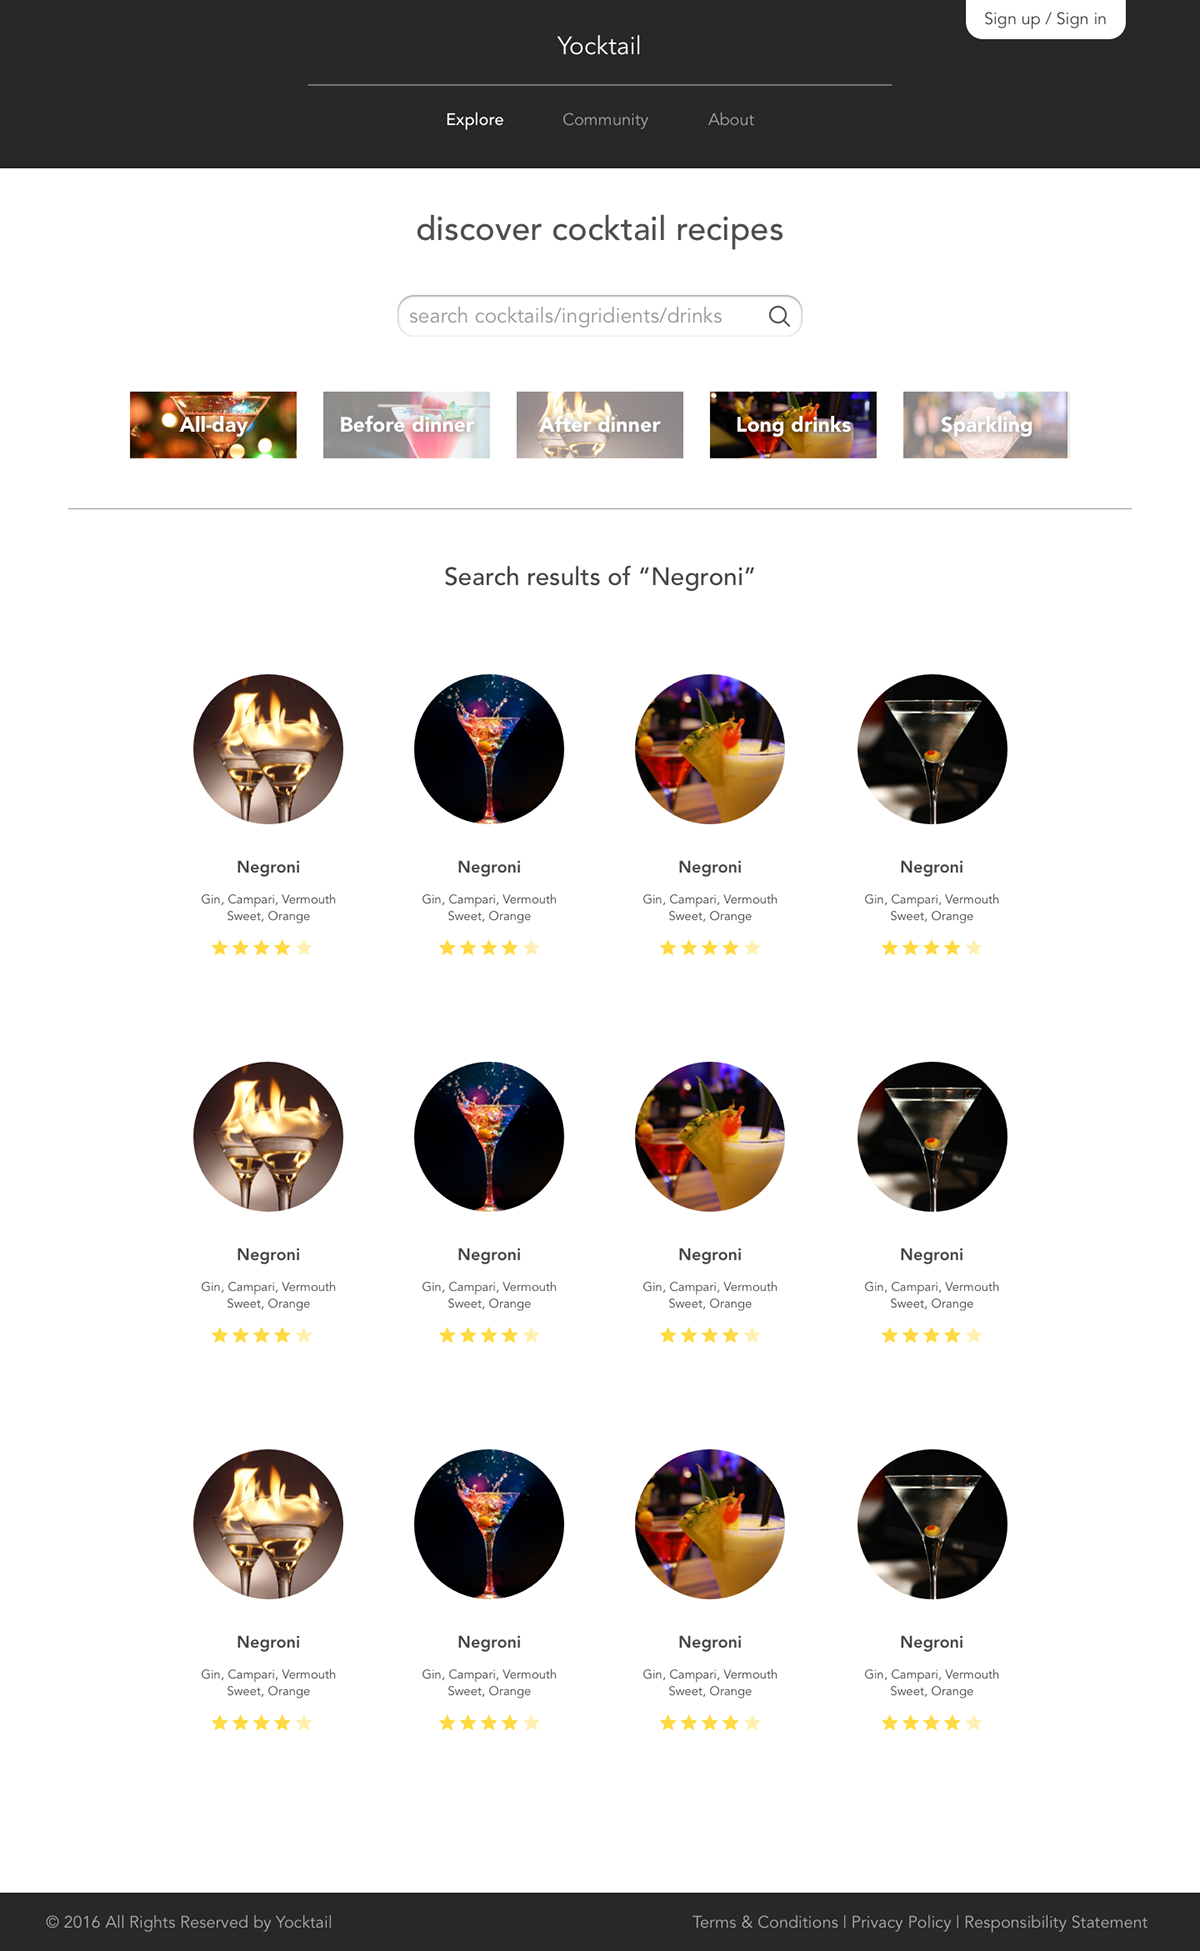 Sign up / Sign in
Yocktail
Explore Community About
discover cocktail recipes
search cocktails/ingridients/drinks
All-day Before dinner After dinner Long drinks Sparkling
Search results of “Negroni”
Negroni Negroni Negroni Negroni
Gin, Campari, Vermouth Gin, Campari, Vermouth Gin, Campari, Vermouth Gin, Campari, Vermouth
Sweet, Orange Sweet, Orange Sweet, Orange Sweet, Orange
Negroni Negroni Negroni Negroni
Gin, Campari, Vermouth Gin, Campari, Vermouth Gin, Campari, Vermouth Gin, Campari, Vermouth
Sweet, Orange Sweet, Orange Sweet, Orange Sweet, Orange
Negroni Negroni Negroni Negroni
Gin, Campari, Vermouth Gin, Campari, Vermouth Gin, Campari, Vermouth Gin, Campari, Vermouth
Sweet, Orange Sweet, Orange Sweet, Orange Sweet, Orange
© 2016 All Rights Reserved by Yocktail Terms & Conditions | Privacy Policy | Responsibility Statement